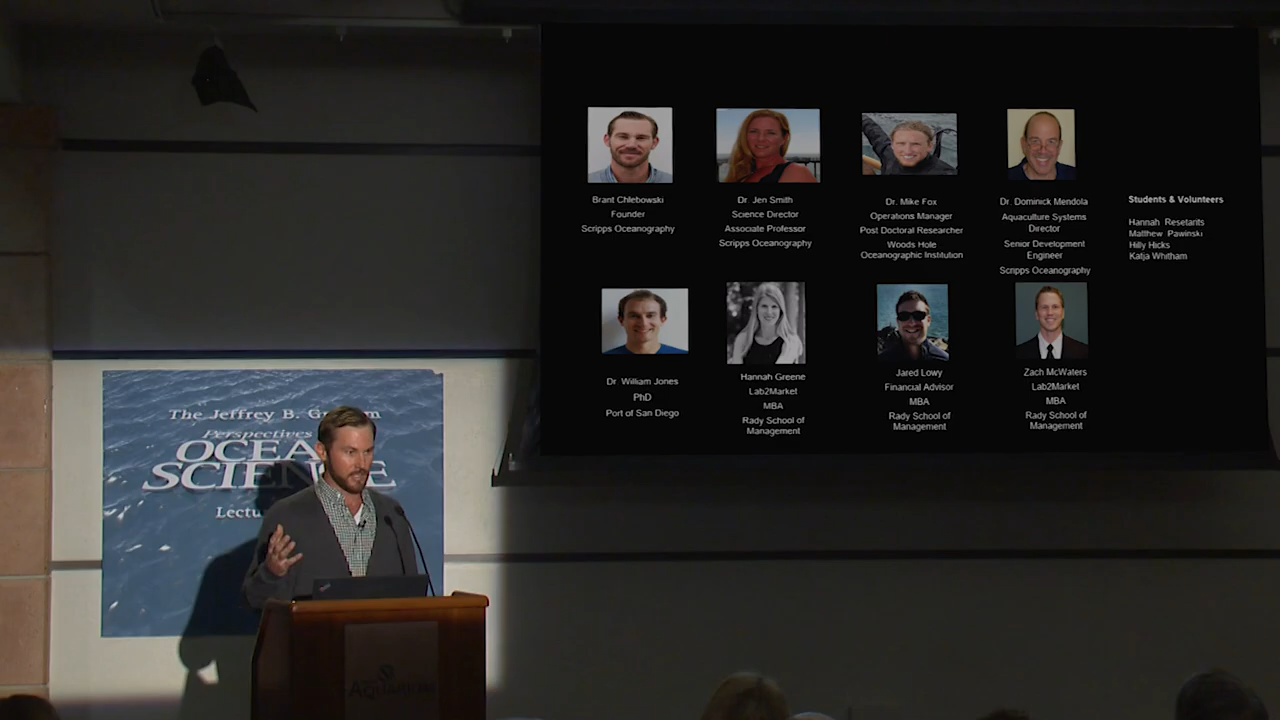 Brant Chlebowski
Founder
Scripps Oceanography
Dr. Jen Smith
Science Director
Associate Professor
Scripps Oceanography
Dr. Mike Fox
Operations Manager
Post Doctoral Researcher
Woods Hole
Oceanographic Institution
Dr. Dominick Mendola
Aquaculture Systems
Director
Senior Development
Engineer
Scripps Oceanography
Students & Volunteers
Hannah Resetarits
Matthew Pawinski
Hilly Hicks
Katja Whitham
Dr. William Jones
PhD
Port of San Diego
Hannah Greene
Lab2Market
MBA
Rady School of
Management
Jared Lowy
Financial Advisor
MBA
Rady School of
Management
Zach McWaters
Lab2Market
MBA
Rady School of
Management
The Jeffrey B.
Perspectives
OCEA
SCIENCE
Lectu
Aquarium